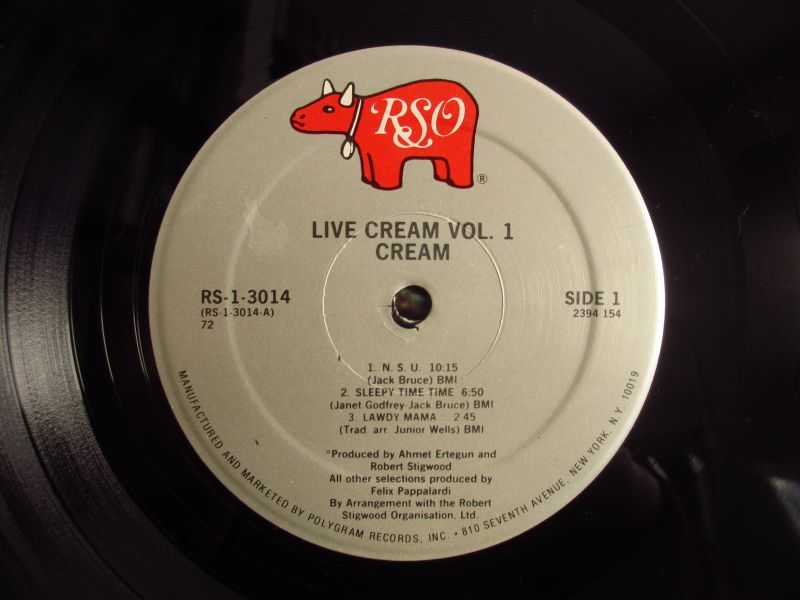 RSO
®
LIVE CREAM VOL. 1
CREAM
RS-1-3014
(RS-1-3014-A)
72
SIDE 1
2394 154
1. N. S. U. 10:15
(Jack Bruce) BMI
2. SLEEPY TIME TIME 6:50
(Janet Godfrey-Jack Bruce) BMI
3. LAWDY MAMA 2 45
(Trad. arr. Junior Wells) BMI
*Produced by Ahmet Ertegun and
Robert Stigwood
All other selections produced by
Felix Pappalardi
By Arrangement with the Robert
Stigwood Organisation, Ltd.
MANUFACTURED AND MARKETED BY POLYGRAM RECORDS, INC. • 810 SEVENTH AVENUE, NEW YORK, N.Y. 10019